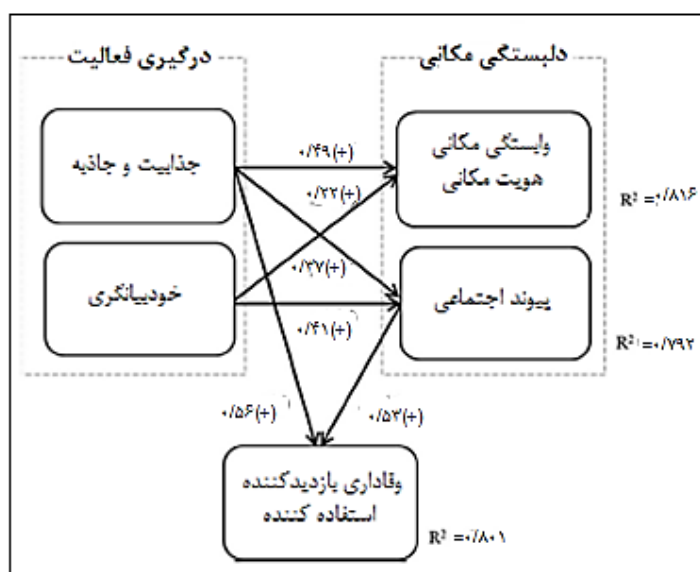 درگیری فعالیت
دلبستگی مکانی
جذابیت و جاذبه
وابستگی مکانی
هویت مکانی
۰/۴۹(+)
۰/۲۲(+)
R² =۰/۸۱۶
خودبیانگری
پیوند اجتماعی
۰/۳۷(+)
۰/۴۱(+)
R² =۰/۷۹۲
۰/۵۶(+)
۰/۵۳(+)
وفاداری بازدیدکننده
استفاده کننده
R² =۰/۸۰۱